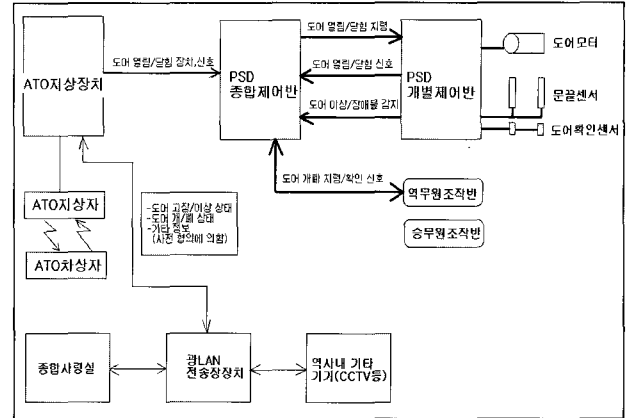 ATO지상장치
도어 열림/닫힘 장치,신호
PSD
종합제어반
도어 열림/닫힘 지령
도어 열림/닫힘 신호
도어 이상/장애물 감지
PSD
개별제어반
도어모터
문끝센서
도어확인센서
도어 개폐 지령/확인 신호
역무원조작반
승무원조작반
ATO지상자
ATO차상자
-도어 고장/이상 상태
-도어 개/폐 상태
-기타 정보
(사전 협약에 의함)
종합사령실
광LAN
전송장장치
역사내 기타
기기(CCTV등)